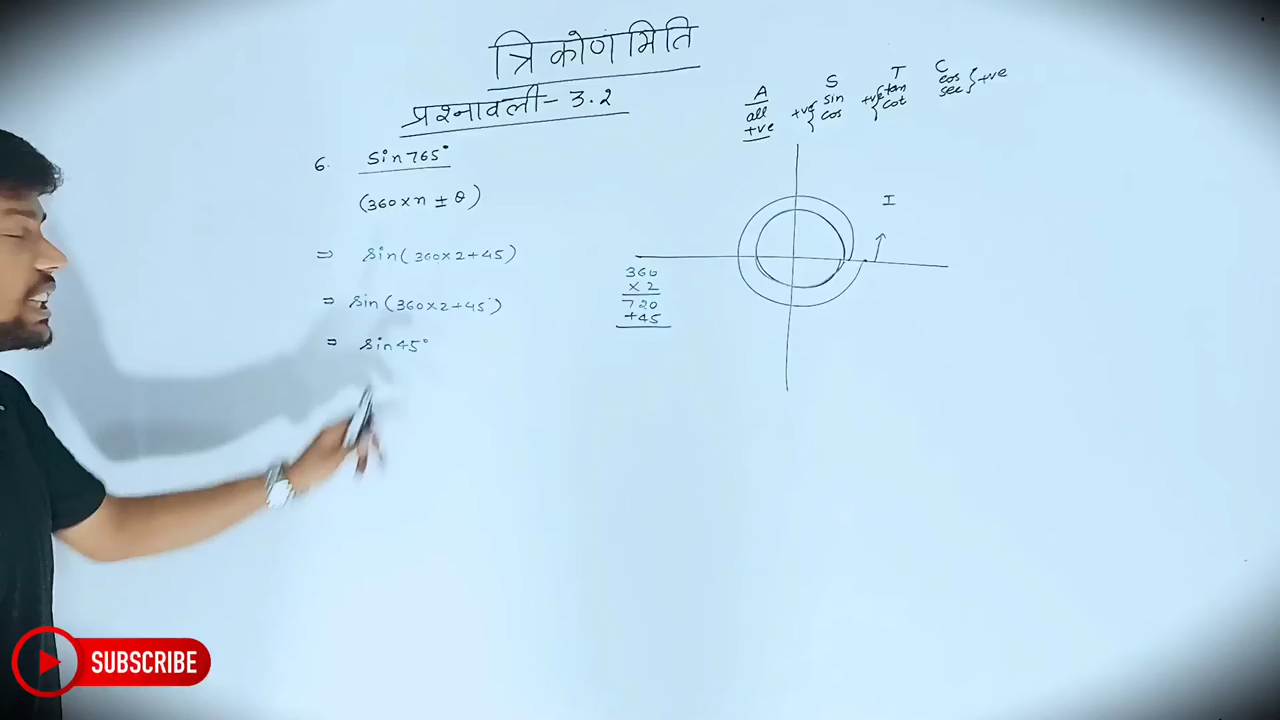 त्रिकोणमिति
प्रश्नावली - 3.2
6. Sin 765°
(360×n ± θ)
⇒ sin(360×2+45)
⇒ sin(360×2+45°)
⇒ sin 45°
360
×2
720
+45
A
all
+ve
S
+ve { sin
cos
T
+ve { tan
cot
C
cos
sec } +ve
I
SUBSCRIBE